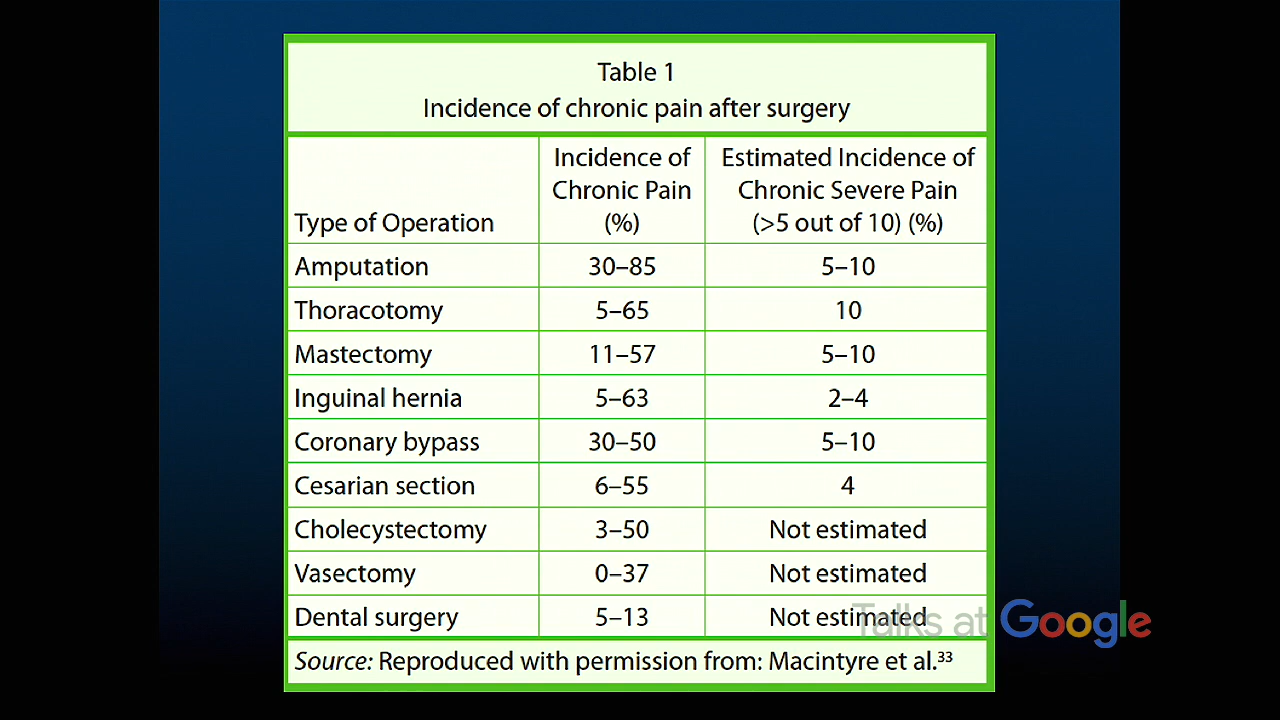 Table 1
Incidence of chronic pain after surgery
Type of Operation
Incidence of
Chronic Pain
(%)
Estimated Incidence of
Chronic Severe Pain
(>5 out of 10) (%)
Amputation 30–85 5–10
Thoracotomy 5–65 10
Mastectomy 11–57 5–10
Inguinal hernia 5–63 2–4
Coronary bypass 30–50 5–10
Cesarian section 6–55 4
Cholecystectomy 3–50 Not estimated
Vasectomy 0–37 Not estimated
Dental surgery 5–13 Not estimated
Talks at Google
Source: Reproduced with permission from: Macintyre et al.³³